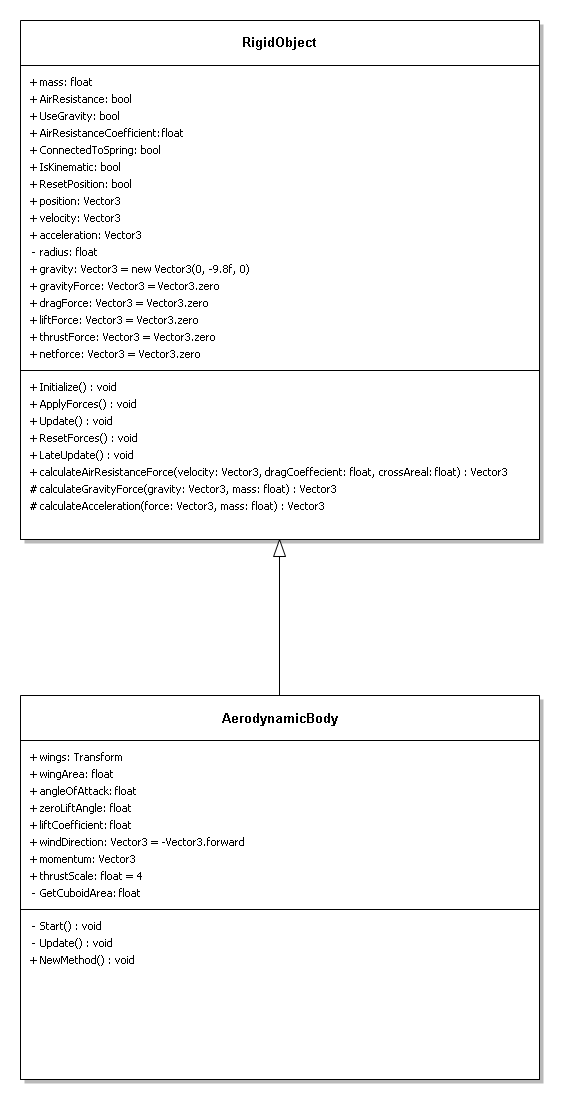 RigidObject
+ mass: float
+ AirResistance: bool
+ UseGravity: bool
+ AirResistanceCoefficient: float
+ ConnectedToSpring: bool
+ IsKinematic: bool
+ ResetPosition: bool
+ position: Vector3
+ velocity: Vector3
+ acceleration: Vector3
- radius: float
+ gravity: Vector3 = new Vector3(0, -9.8f, 0)
+ gravityForce: Vector3 = Vector3.zero
+ dragForce: Vector3 = Vector3.zero
+ liftForce: Vector3 = Vector3.zero
+ thrustForce: Vector3 = Vector3.zero
+ netforce: Vector3 = Vector3.zero
+ Initialize() : void
+ ApplyForces() : void
+ Update() : void
+ ResetForces() : void
+ LateUpdate() : void
+ calculateAirResistanceForce(velocity: Vector3, dragCoeffecient: float, crossAreal: float) : Vector3
# calculateGravityForce(gravity: Vector3, mass: float) : Vector3
# calculateAcceleration(force: Vector3, mass: float) : Vector3
AerodynamicBody
+ wings: Transform
+ wingArea: float
+ angleOfAttack: float
+ zeroLiftAngle: float
+ liftCoefficient: float
+ windDirection: Vector3 = -Vector3.forward
+ momentum: Vector3
+ thrustScale: float = 4
- GetCuboidArea: float
- Start() : void
- Update() : void
+ NewMethod() : void